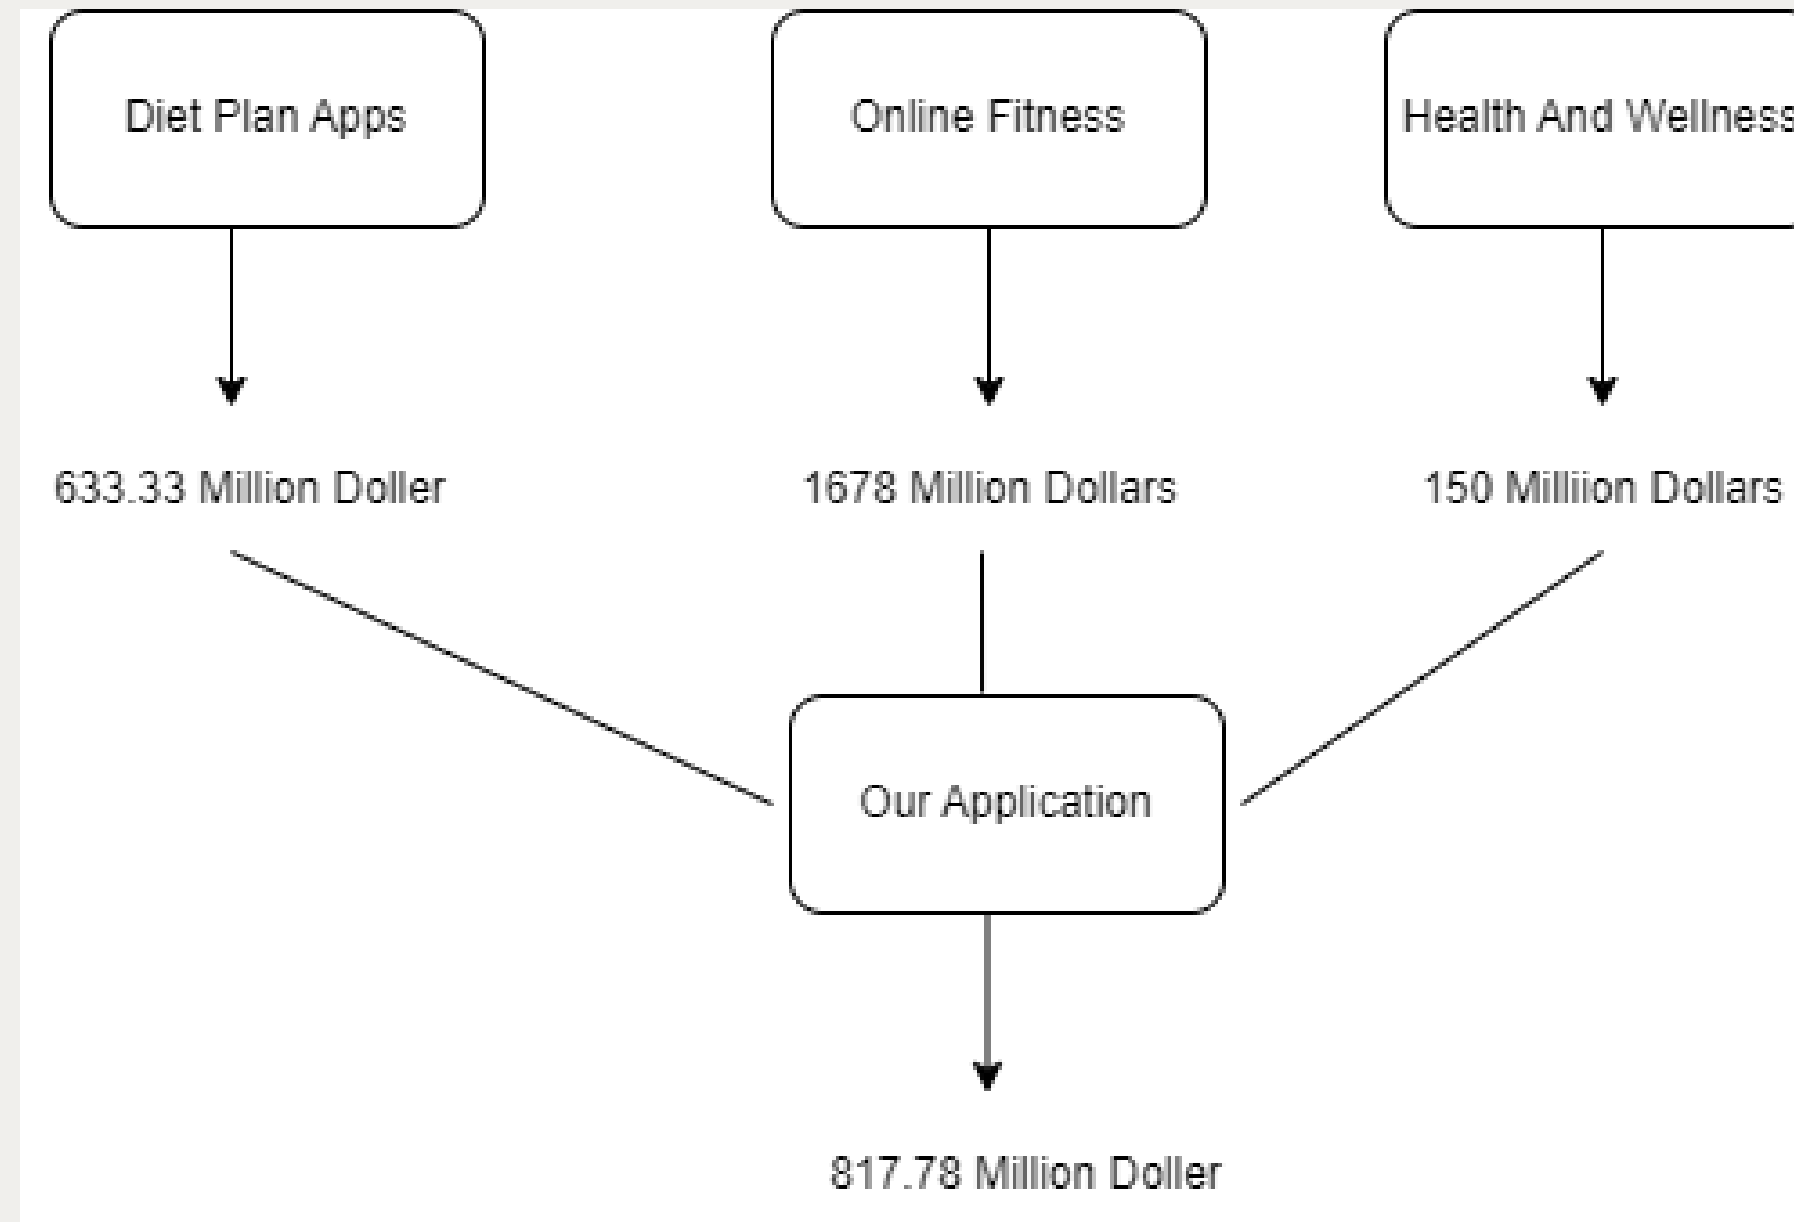 Diet Plan Apps
Online Fitness
Health And Wellness
633.33 Million Doller
1678 Million Dollars
150 Milliion Dollars
Our Application
817.78 Million Doller